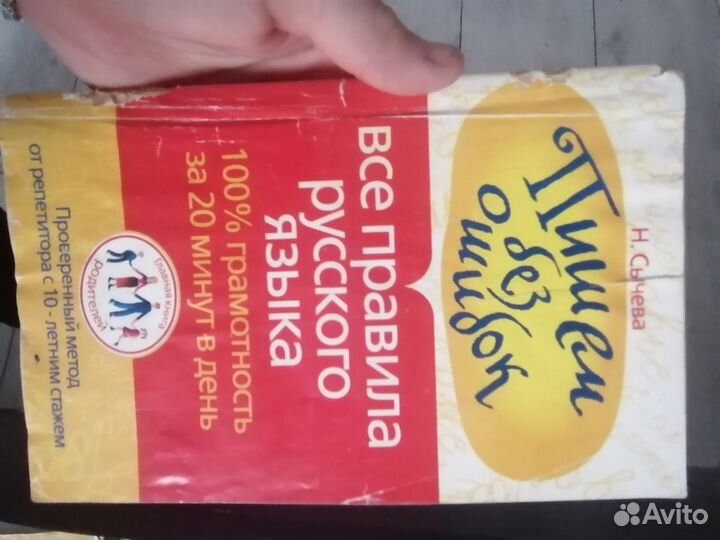 Н. Сычева
Пишем
без
ошибок
все правила
русского
языка
100% грамотность
за 20 минут в день
Главная книга
родителей
Проверенный метод
от репетитора с 10 - летним стажем
Avito